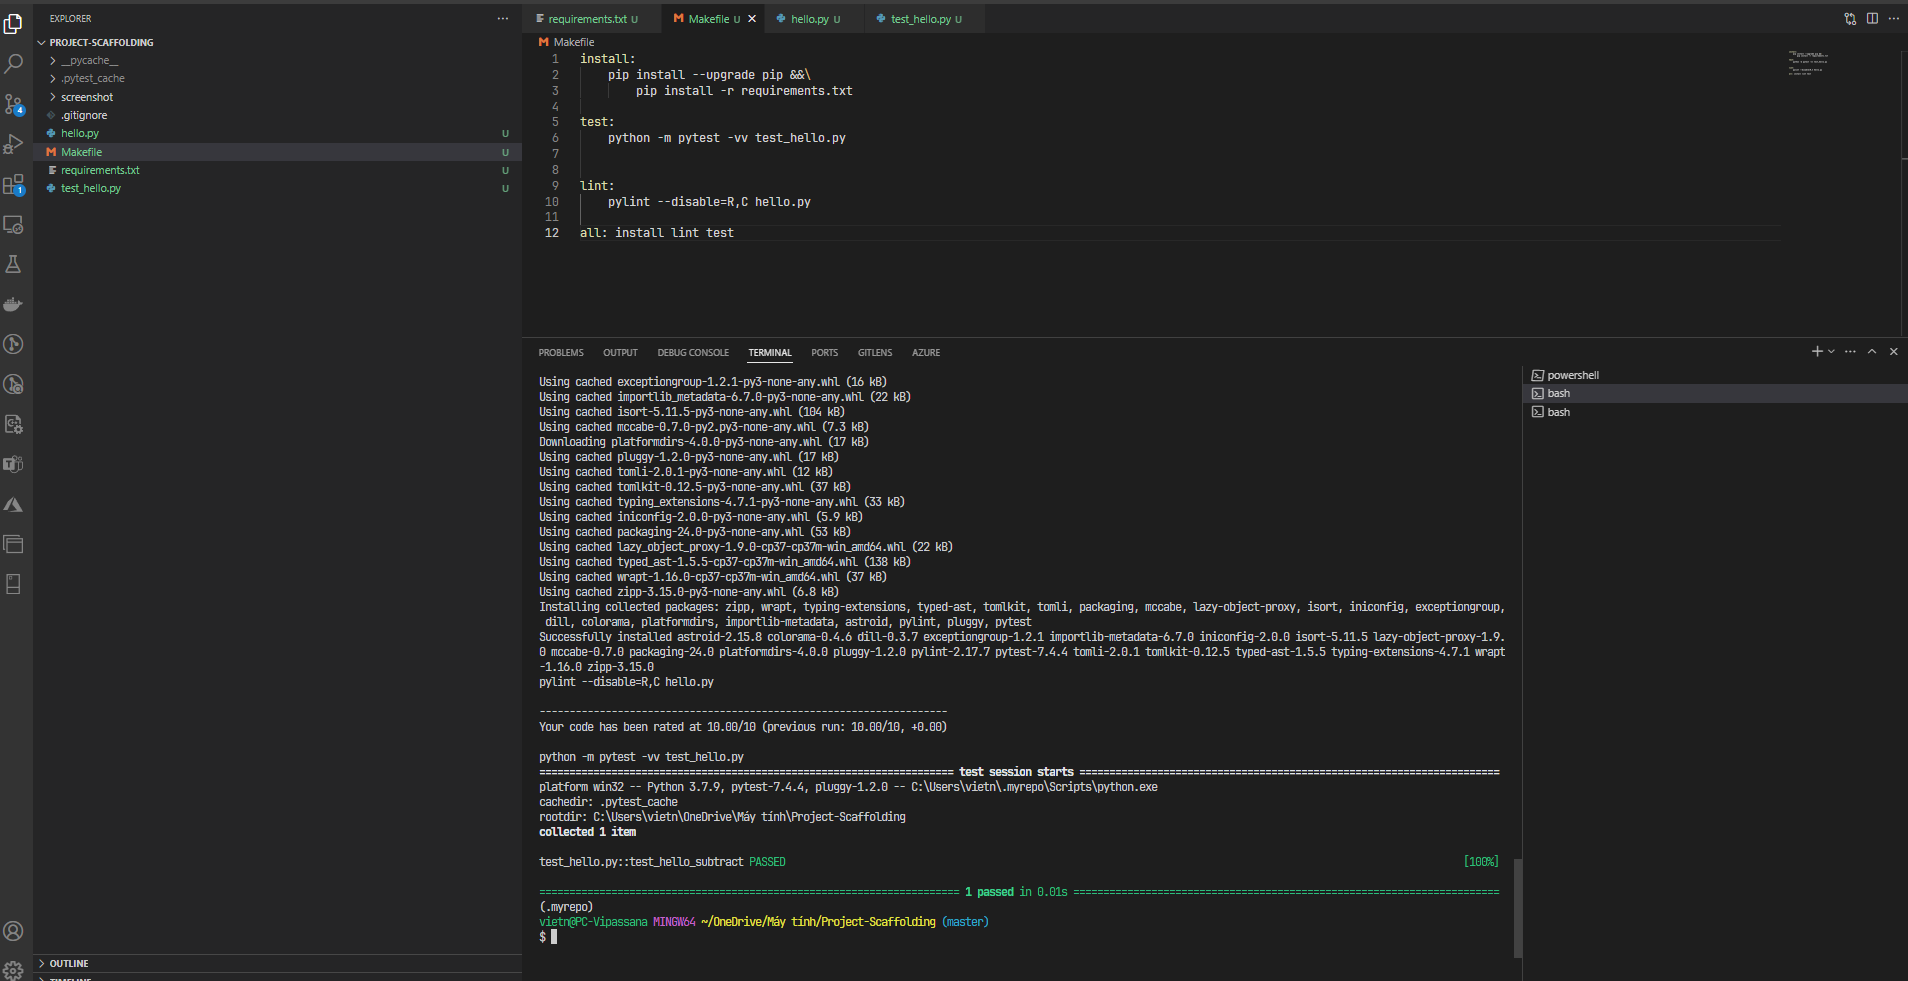 EXPLORER
PROJECT-SCAFFOLDING
__pycache__
.pytest_cache
screenshot
.gitignore
hello.py U
Makefile U
requirements.txt U
test_hello.py U
4
1
OUTLINE
TIMELINE
requirements.txt U
Makefile U
hello.py U
test_hello.py U
Makefile
1 install:
2 pip install --upgrade pip &&\
3 pip install -r requirements.txt
4
5 test:
6 python -m pytest -vv test_hello.py
7
8
9 lint:
10 pylint --disable=R,C hello.py
11
12 all: install lint test
PROBLEMS OUTPUT DEBUG CONSOLE TERMINAL PORTS GITLENS AZURE
Using cached exceptiongroup-1.2.1-py3-none-any.whl (16 kB)
Using cached importlib_metadata-6.7.0-py3-none-any.whl (22 kB)
Using cached isort-5.11.5-py3-none-any.whl (104 kB)
Using cached mccabe-0.7.0-py2.py3-none-any.whl (7.3 kB)
Downloading platformdirs-4.0.0-py3-none-any.whl (17 kB)
Using cached pluggy-1.2.0-py3-none-any.whl (17 kB)
Using cached tomli-2.0.1-py3-none-any.whl (12 kB)
Using cached tomlkit-0.12.5-py3-none-any.whl (37 kB)
Using cached typing_extensions-4.7.1-py3-none-any.whl (33 kB)
Using cached iniconfig-2.0.0-py3-none-any.whl (5.9 kB)
Using cached packaging-24.0-py3-none-any.whl (53 kB)
Using cached lazy_object_proxy-1.9.0-cp37-cp37m-win_amd64.whl (22 kB)
Using cached typed_ast-1.5.5-cp37-cp37m-win_amd64.whl (138 kB)
Using cached wrapt-1.16.0-cp37-cp37m-win_amd64.whl (37 kB)
Using cached zipp-3.15.0-py3-none-any.whl (6.8 kB)
Installing collected packages: zipp, wrapt, typing-extensions, typed-ast, tomlkit, tomli, packaging, mccabe, lazy-object-proxy, isort, iniconfig, exceptiongroup,
dill, colorama, platformdirs, importlib-metadata, astroid, pylint, pluggy, pytest
Successfully installed astroid-2.15.8 colorama-0.4.6 dill-0.3.7 exceptiongroup-1.2.1 importlib-metadata-6.7.0 iniconfig-2.0.0 isort-5.11.5 lazy-object-proxy-1.9.
0 mccabe-0.7.0 packaging-24.0 platformdirs-4.0.0 pluggy-1.2.0 pylint-2.17.7 pytest-7.4.4 tomli-2.0.1 tomlkit-0.12.5 typed-ast-1.5.5 typing-extensions-4.7.1 wrapt
-1.16.0 zipp-3.15.0
pylint --disable=R,C hello.py
--------------------------------------------------------------------
Your code has been rated at 10.00/10 (previous run: 10.00/10, +0.00)
python -m pytest -vv test_hello.py
===================================================================== test session starts ======================================================================
platform win32 -- Python 3.7.9, pytest-7.4.4, pluggy-1.2.0 -- C:\Users\vietn\.myrepo\Scripts\python.exe
cachedir: .pytest_cache
rootdir: C:\Users\vietn\OneDrive\Máy tính\Project-Scaffolding
collected 1 item
test_hello.py::test_hello_subtract PASSED [100%]
====================================================================== 1 passed in 0.01s =======================================================================
(.myrepo)
vietn@PC-Vipassana MINGW64 ~/OneDrive/Máy tính/Project-Scaffolding (master)
$
powershell
bash
bash